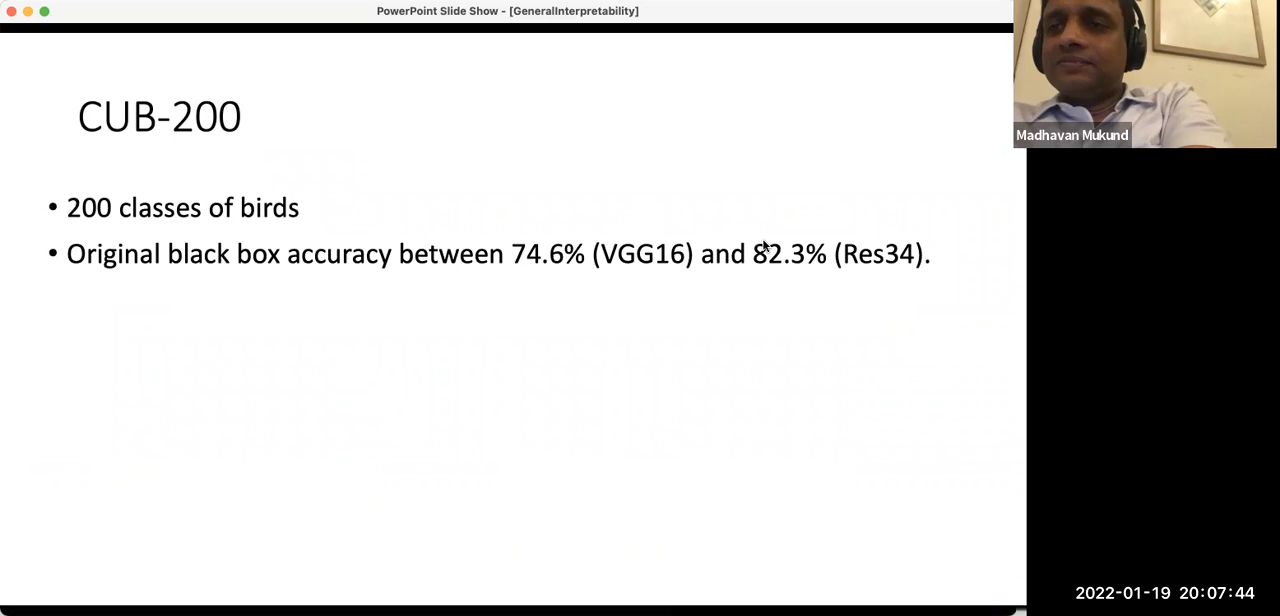 PowerPoint Slide Show - [GeneralInterpretability]
CUB-200
• 200 classes of birds
• Original black box accuracy between 74.6% (VGG16) and 82.3% (Res34).
Madhavan Mukund
2022-01-19 20:07:44